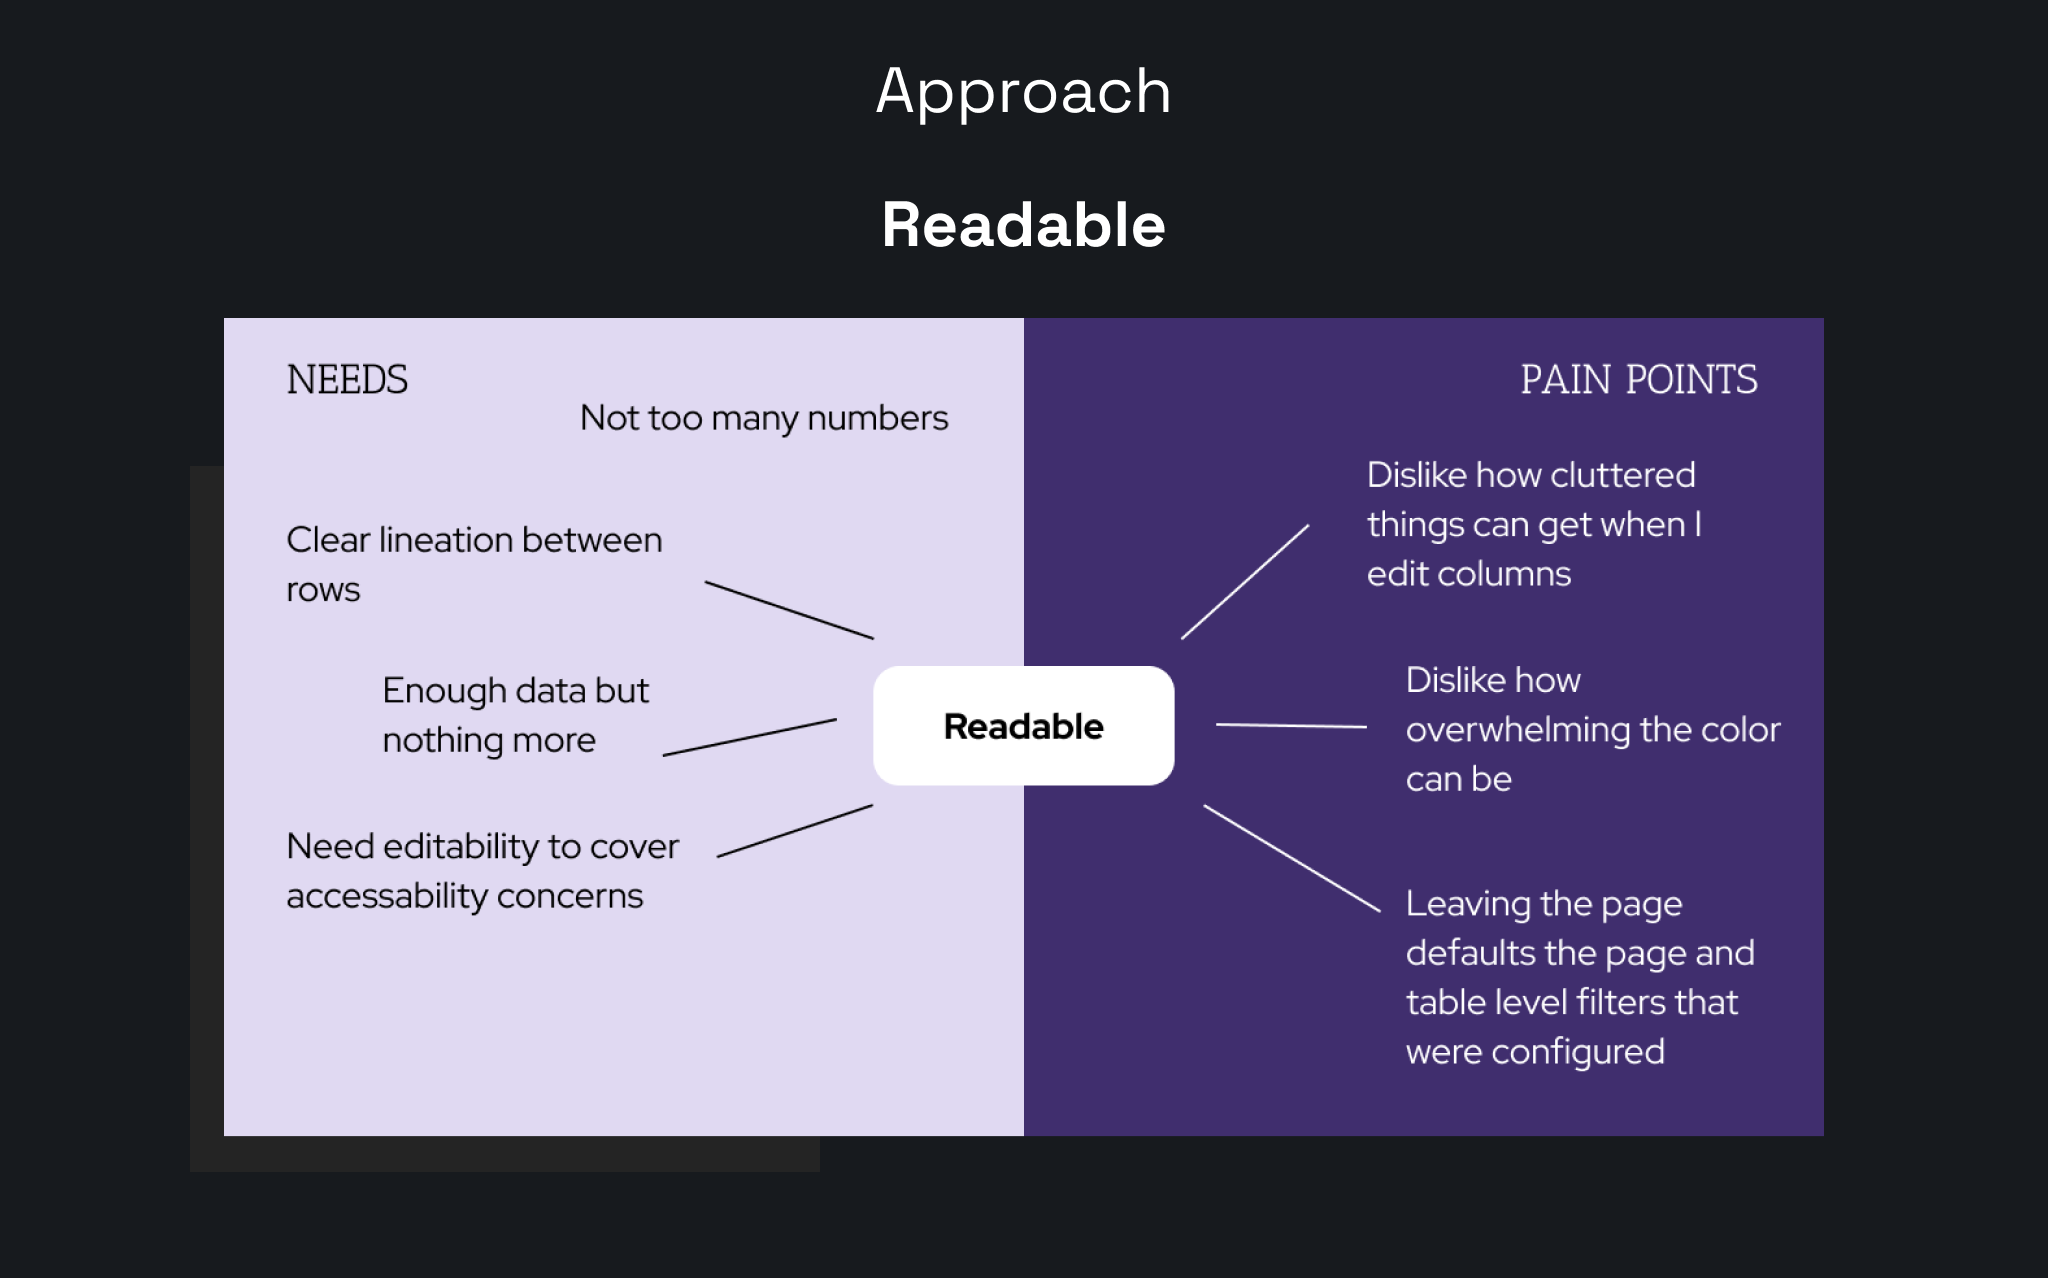 Approach
Readable
NEEDS
Not too many numbers
Clear lineation between
rows
Enough data but
nothing more
Need editability to cover
accessability concerns
Readable
PAIN POINTS
Dislike how cluttered
things can get when I
edit columns
Dislike how
overwhelming the color
can be
Leaving the page
defaults the page and
table level filters that
were configured